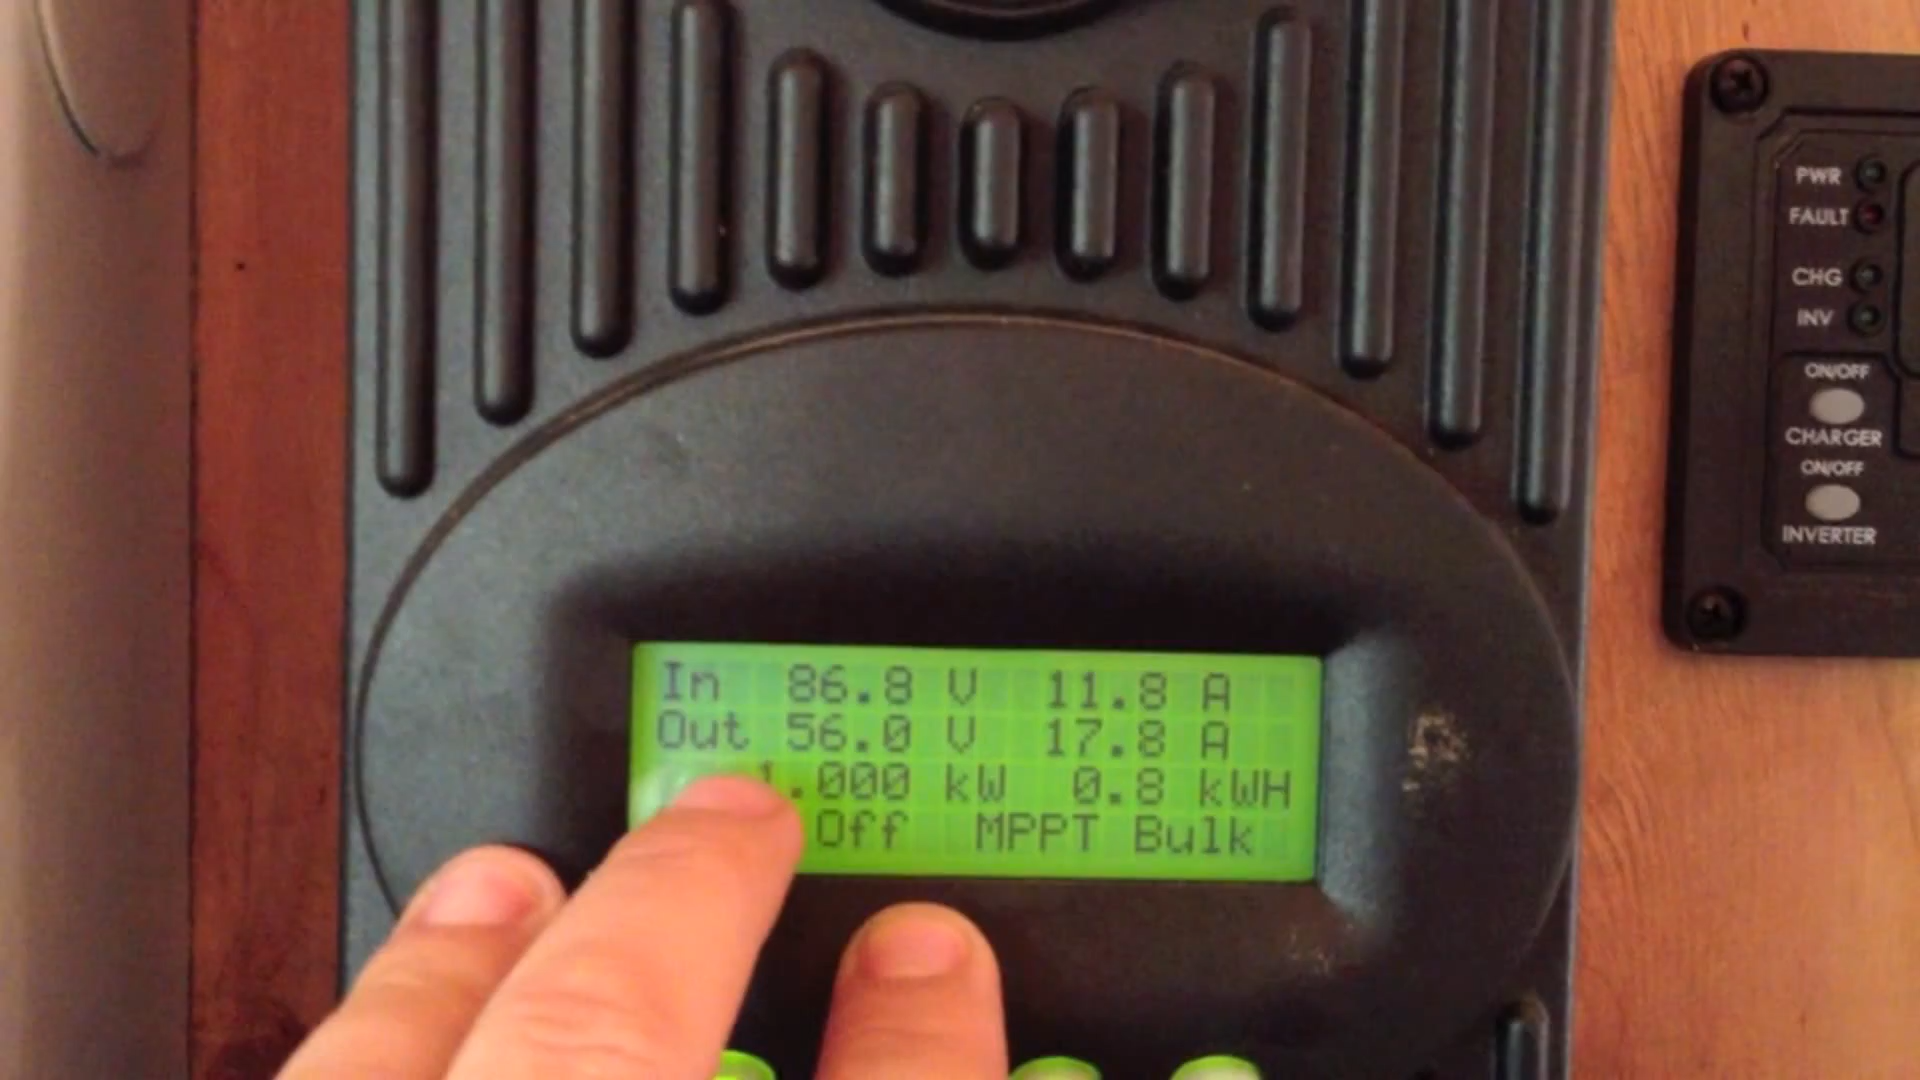 PWR
FAULT
CHG
INV
ON/OFF
CHARGER
ON/OFF
INVERTER
In 86.8 V 11.8 A
Out 56.0 V 17.8 A
1.000 kW 0.8 kWH
Off MPPT Bulk